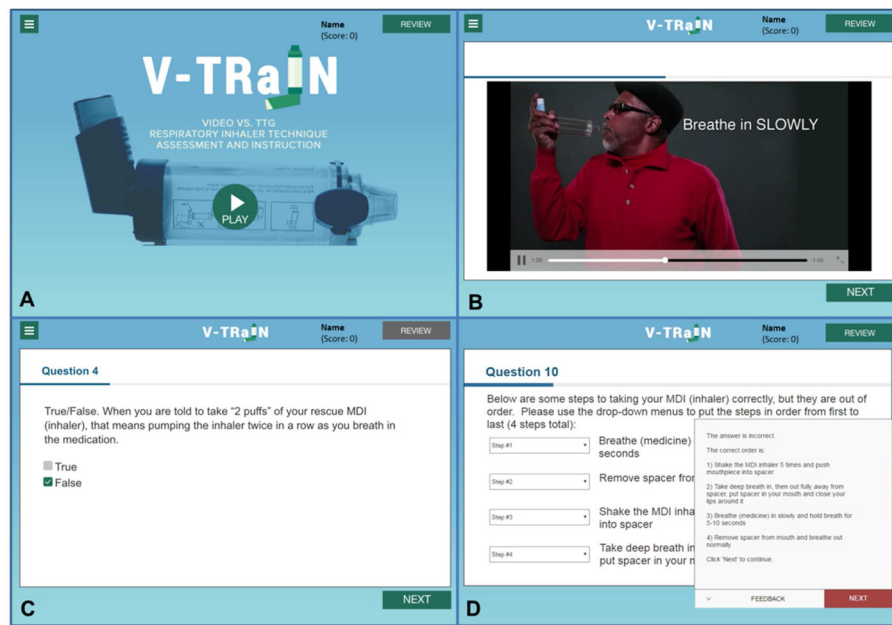 Name
(Score: 0)
REVIEW
V-TRaIN
VIDEO VS. TTG
RESPIRATORY INHALER TECHNIQUE
ASSESSMENT AND INSTRUCTION
PLAY
A
V-TRaIN
Name
(Score: 0)
REVIEW
Breathe in SLOWLY
1:08
-1:45
NEXT
B
V-TRaIN
Name
(Score: 0)
REVIEW
Question 4
True/False. When you are told to take “2 puffs” of your rescue MDI
(inhaler), that means pumping the inhaler twice in a row as you breath in
the medication.
True
False
NEXT
C
V-TRaIN
Name
(Score: 0)
REVIEW
Question 10
Below are some steps to taking your MDI (inhaler) correctly, but they are out of
order. Please use the drop-down menus to put the steps in order from first to
last (4 steps total):
Step #1
Breathe (medicine)
seconds
Step #2
Remove spacer from
Step #3
Shake the MDI inha
into spacer
Step #4
Take deep breath in
put spacer in your m
The answer is incorrect.
The correct order is:
1) Shake the MDI inhaler 5 times and push
mouthpiece into spacer
2) Take deep breath in, then out fully away from
spacer, put spacer in your mouth and close your
lips around it
3) Breathe (medicine) in slowly and hold breath for
5-10 seconds
4) Remove spacer from mouth and breathe out
normally
Click 'Next' to continue
FEEDBACK
NEXT
D